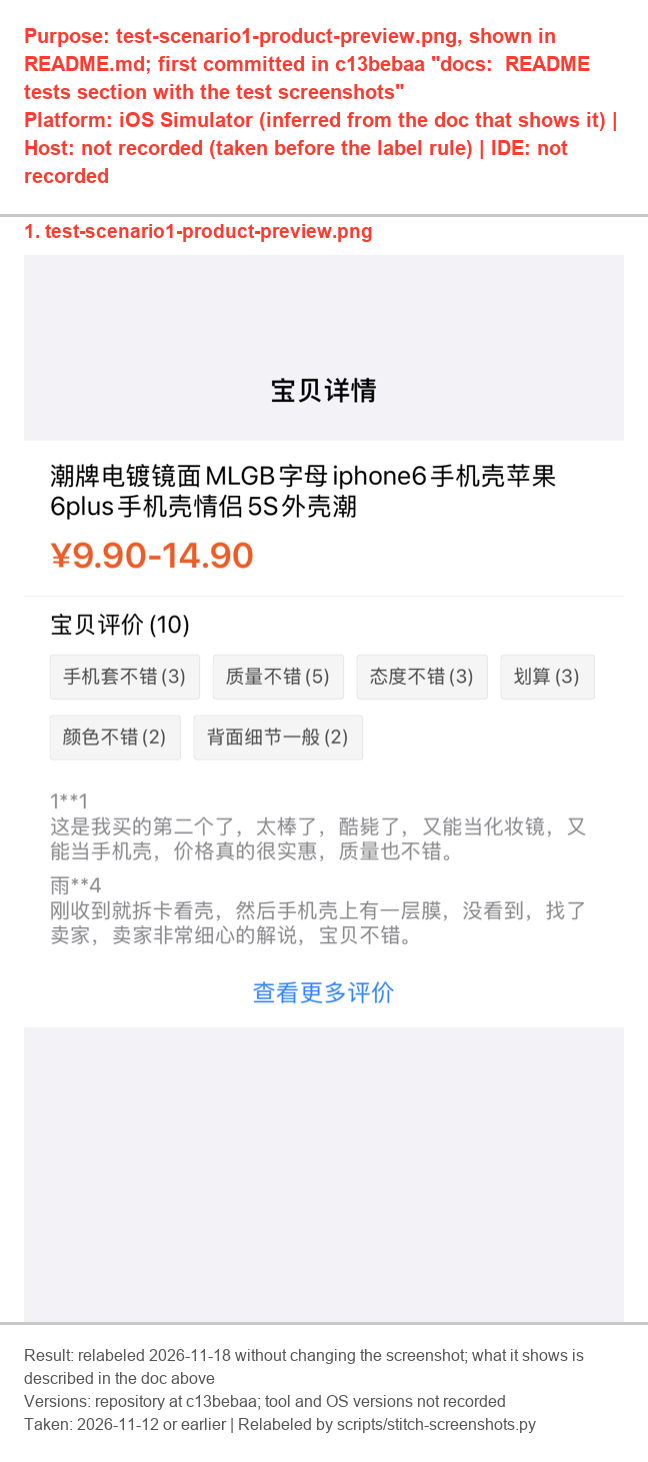 Purpose: test-scenario1-product-preview.png, shown in
README.md; first committed in c13bebaa "docs:  README
tests section with the test screenshots"
Platform: iOS Simulator (inferred from the doc that shows it) |
Host: not recorded (taken before the label rule) | IDE: not
recorded
1. test-scenario1-product-preview.png
宝贝详情
潮牌电镀镜面MLGB字母iphone6手机壳苹果
6plus手机壳情侣5S外壳潮
¥9.90-14.90
宝贝评价 (10)
手机套不错 (3) 质量不错 (5) 态度不错 (3) 划算 (3)
颜色不错 (2) 背面细节一般 (2)
1**1
这是我买的第二个了，太棒了，酷毙了，又能当化妆镜，又
能当手机壳，价格真的很实惠，质量也不错。
雨**4
刚收到就拆卡看壳，然后手机壳上有一层膜，没看到，找了
卖家，卖家非常细心的解说，宝贝不错。
查看更多评价
Result: relabeled 2026-11-18 without changing the screenshot; what it shows is
described in the doc above
Versions: repository at c13bebaa; tool and OS versions not recorded
Taken: 2026-11-12 or earlier | Relabeled by scripts/stitch-screenshots.py